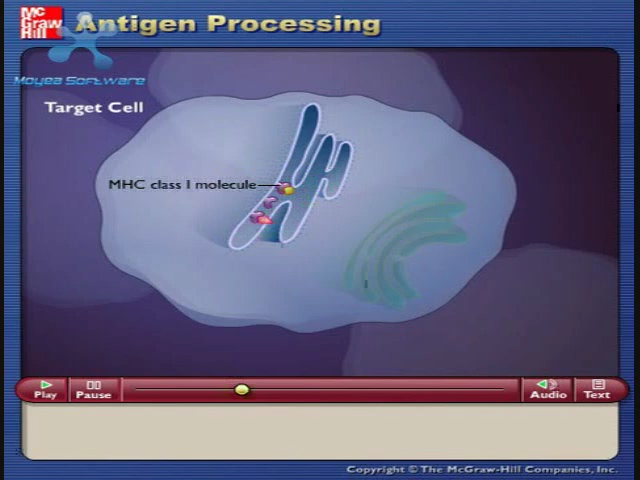 Mc
Graw
Hill
Antigen Processing
Moyea Software
Target Cell
MHC class I molecule
Play
Pause
Audio
Text
Copyright © The McGraw-Hill Companies, Inc.